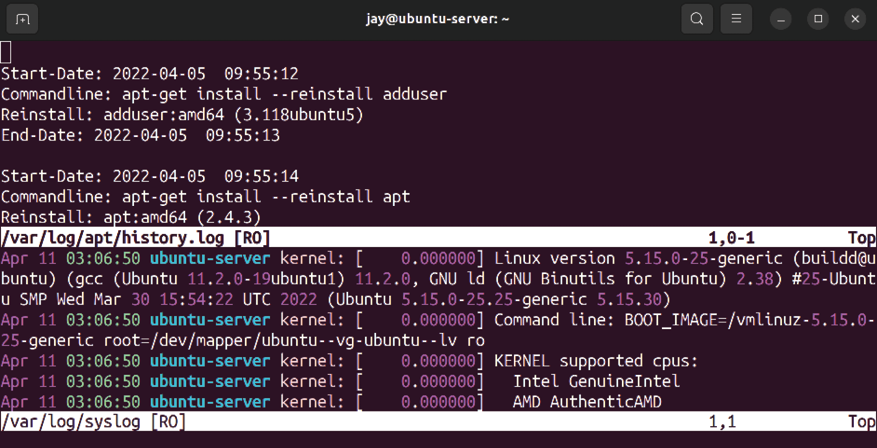 jay@ubuntu-server: ~
Start-Date: 2022-04-05  09:55:12
Commandline: apt-get install --reinstall adduser
Reinstall: adduser:amd64 (3.118ubuntu5)
End-Date: 2022-04-05  09:55:13
Start-Date: 2022-04-05  09:55:14
Commandline: apt-get install --reinstall apt
Reinstall: apt:amd64 (2.4.3)
/var/log/apt/history.log [RO] 1,0-1 Top
Apr 11 03:06:50 ubuntu-server kernel: [    0.000000] Linux version 5.15.0-25-generic (buildd@u
buntu) (gcc (Ubuntu 11.2.0-19ubuntu1) 11.2.0, GNU ld (GNU Binutils for Ubuntu) 2.38) #25-Ubunt
u SMP Wed Mar 30 15:54:22 UTC 2022 (Ubuntu 5.15.0-25.25-generic 5.15.30)
Apr 11 03:06:50 ubuntu-server kernel: [    0.000000] Command line: BOOT_IMAGE=/vmlinuz-5.15.0-
25-generic root=/dev/mapper/ubuntu--vg-ubuntu--lv ro
Apr 11 03:06:50 ubuntu-server kernel: [    0.000000] KERNEL supported cpus:
Apr 11 03:06:50 ubuntu-server kernel: [    0.000000]   Intel GenuineIntel
Apr 11 03:06:50 ubuntu-server kernel: [    0.000000]   AMD AuthenticAMD
/var/log/syslog [RO] 1,1 Top